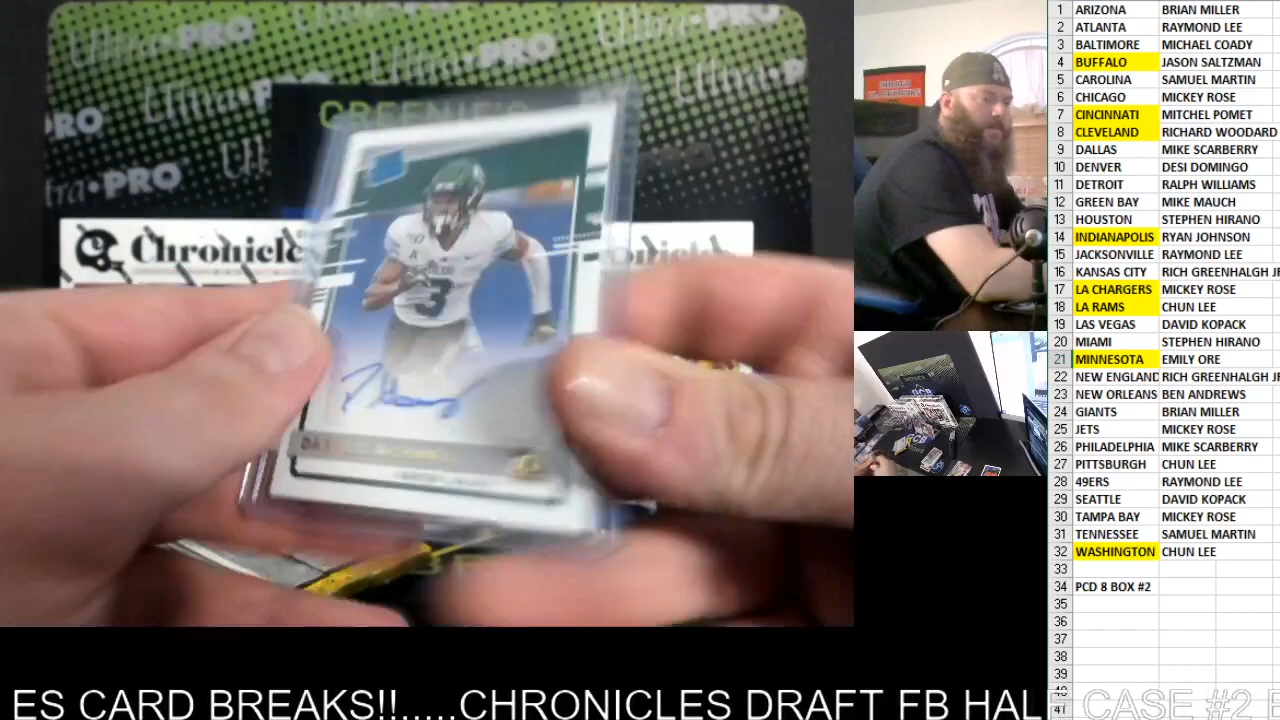 Ultra•PRO
PRO
PRO
Ultra•PRO
Chronicle
3
1 ARIZONA BRIAN MILLER
2 ATLANTA RAYMOND LEE
3 BALTIMORE MICHAEL COADY
4 BUFFALO JASON SALTZMAN
5 CAROLINA SAMUEL MARTIN
6 CHICAGO MICKEY ROSE
7 CINCINNATI MITCHEL POMET
8 CLEVELAND RICHARD WOODARD
9 DALLAS MIKE SCARBERRY
10 DENVER DESI DOMINGO
11 DETROIT RALPH WILLIAMS
12 GREEN BAY MIKE MAUCH
13 HOUSTON STEPHEN HIRANO
14 INDIANAPOLIS RYAN JOHNSON
15 JACKSONVILLE RAYMOND LEE
16 KANSAS CITY RICH GREENHALGH JR
17 LA CHARGERS MICKEY ROSE
18 LA RAMS CHUN LEE
19 LAS VEGAS DAVID KOPACK
20 MIAMI STEPHEN HIRANO
21 MINNESOTA EMILY ORE
22 NEW ENGLAND RICH GREENHALGH JR
23 NEW ORLEANS BEN ANDREWS
24 GIANTS BRIAN MILLER
25 JETS MICKEY ROSE
26 PHILADELPHIA MIKE SCARBERRY
27 PITTSBURGH CHUN LEE
28 49ERS RAYMOND LEE
29 SEATTLE DAVID KOPACK
30 TAMPA BAY MICKEY ROSE
31 TENNESSEE SAMUEL MARTIN
32 WASHINGTON CHUN LEE
33
34 PCD 8 BOX #2
35
36
37
38
39
41
ES CARD BREAKS!!.....CHRONICLES DRAFT FB HAL CASE #2